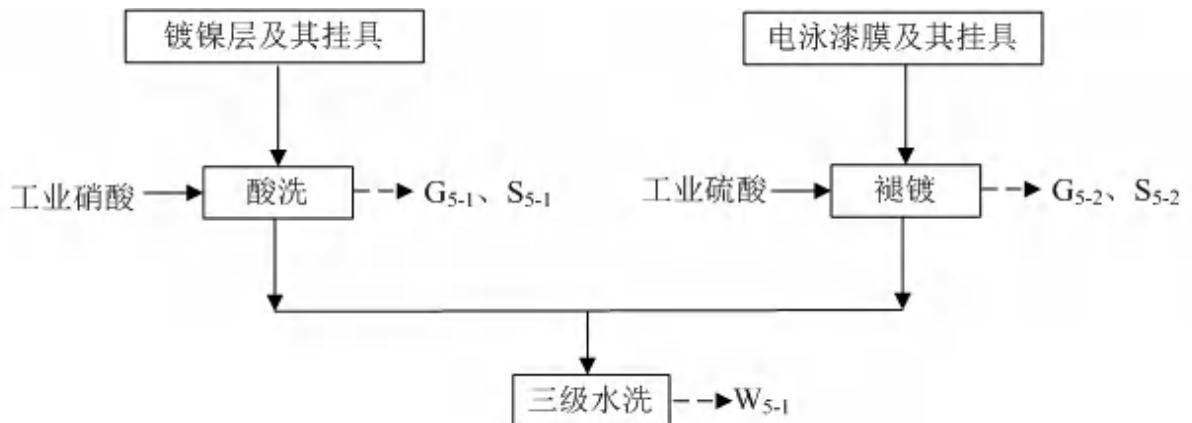 镀镍层及其挂具
电泳漆膜及其挂具
工业硝酸
酸洗
G5-1、S5-1
工业硫酸
褪镀
G5-2、S5-2
三级水洗
W5-1